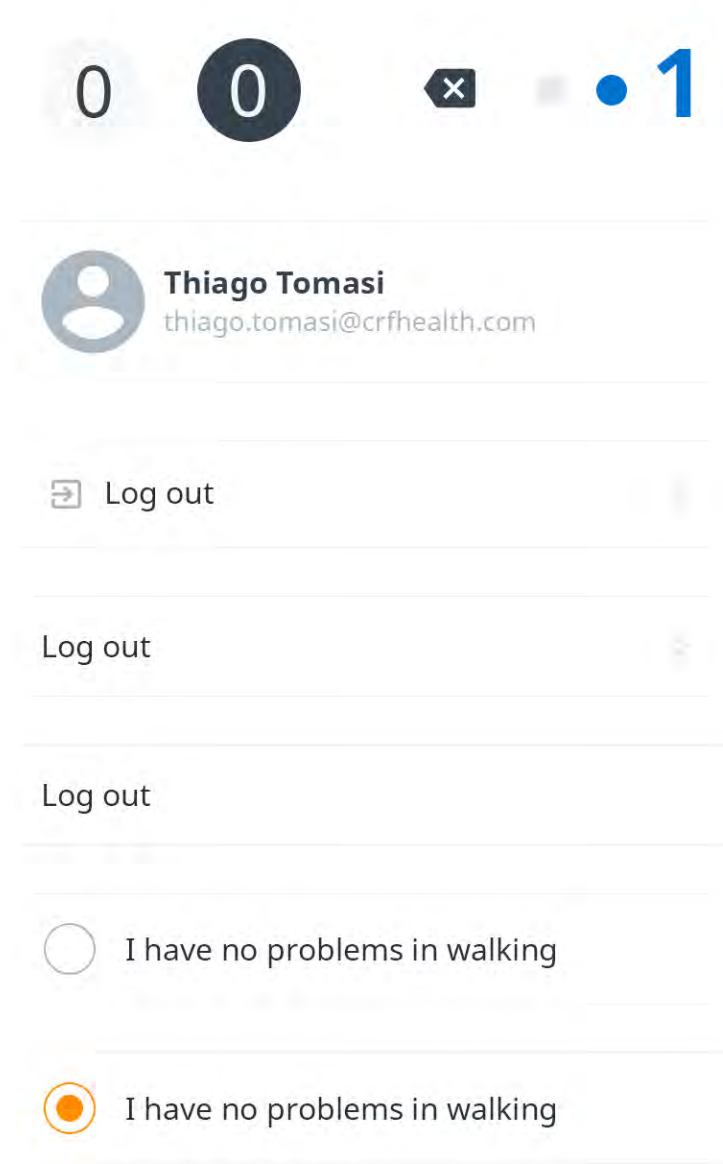 0 0 1
Thiago Tomasi
thiago.tomasi@crfhealth.com
Log out
Log out
Log out
I have no problems in walking
I have no problems in walking